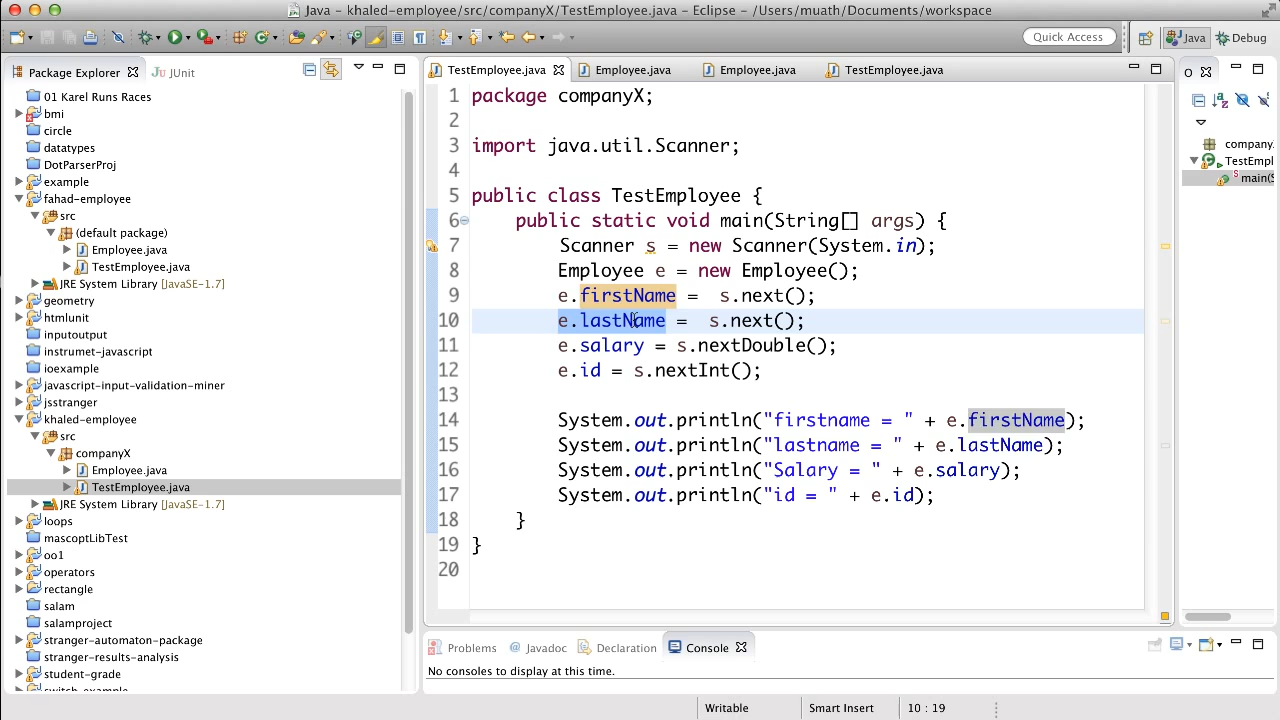 Java - khaled-employee/src/companyX/TestEmployee.java - Eclipse - /Users/muath/Documents/workspace
Quick Access
Java
Debug
Package Explorer
JUnit
01 Karel Runs Races
bmi
circle
datatypes
DotParserProj
example
fahad-employee
src
(default package)
Employee.java
TestEmployee.java
JRE System Library [JavaSE-1.7]
geometry
htmlunit
inputoutput
instrumet-javascript
ioexample
javascript-input-validation-miner
jsstranger
khaled-employee
src
companyX
Employee.java
TestEmployee.java
JRE System Library [JavaSE-1.7]
loops
mascoptLibTest
oo1
operators
rectangle
salam
salamproject
stranger-automaton-package
stranger-results-analysis
student-grade
switch-example
TestEmployee.java
Employee.java
Employee.java
TestEmployee.java
1 package companyX;
2
3 import java.util.Scanner;
4
5 public class TestEmployee {
6 public static void main(String[] args) {
7 Scanner s = new Scanner(System.in);
8 Employee e = new Employee();
9 e.firstName =  s.next();
10 e.lastName =  s.next();
11 e.salary = s.nextDouble();
12 e.id = s.nextInt();
13
14 System.out.println("firstname = " + e.firstName);
15 System.out.println("lastname = " + e.lastName);
16 System.out.println("Salary = " + e.salary);
17 System.out.println("id = " + e.id);
18 }
19 }
20
O
company
TestEmpl
main(S
Problems
@ Javadoc
Declaration
Console
No consoles to display at this time.
Writable
Smart Insert
10 : 19